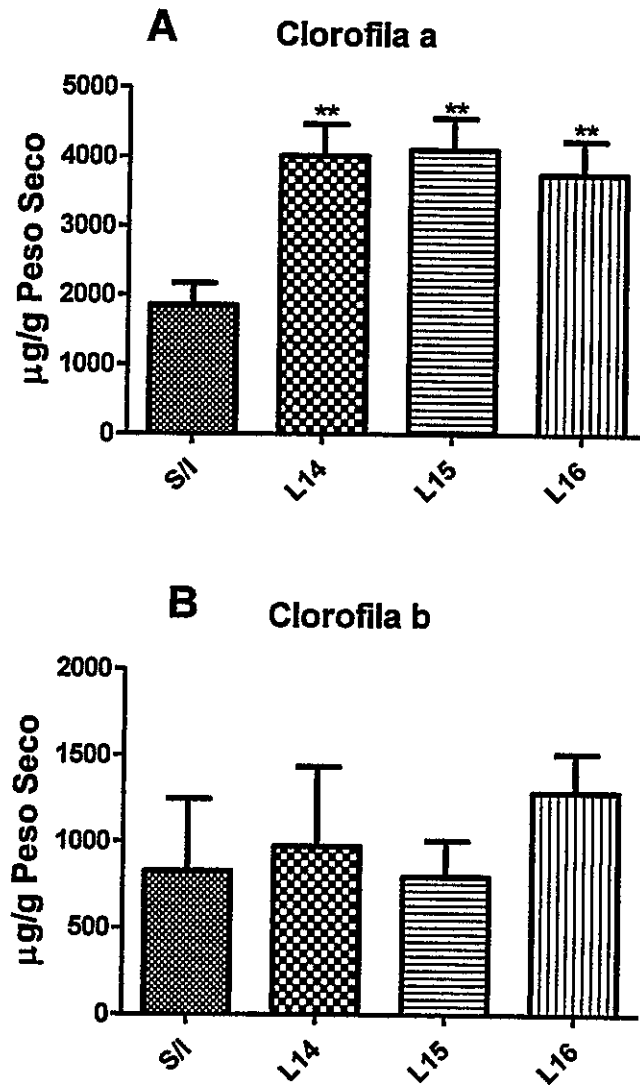 A Clorofila a
µg/g Peso Seco
5000
4000
3000
2000
1000
0
**
**
**
S/I
L14
L15
L16
B Clorofila b
µg/g Peso Seco
2000
1500
1000
500
0
S/I
L14
L15
L16